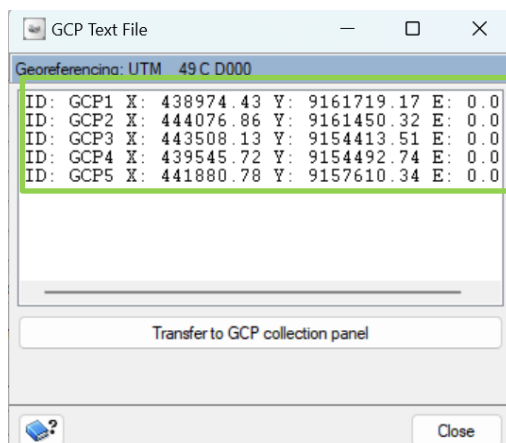 GCP Text File
Georeferencing: UTM 49 C D000
ID: GCP1 X: 438974.43 Y: 9161719.17 E: 0.0
ID: GCP2 X: 444076.86 Y: 9161450.32 E: 0.0
ID: GCP3 X: 443508.13 Y: 9154413.51 E: 0.0
ID: GCP4 X: 439545.72 Y: 9154492.74 E: 0.0
ID: GCP5 X: 441880.78 Y: 9157610.34 E: 0.0
Transfer to GCP collection panel
Close